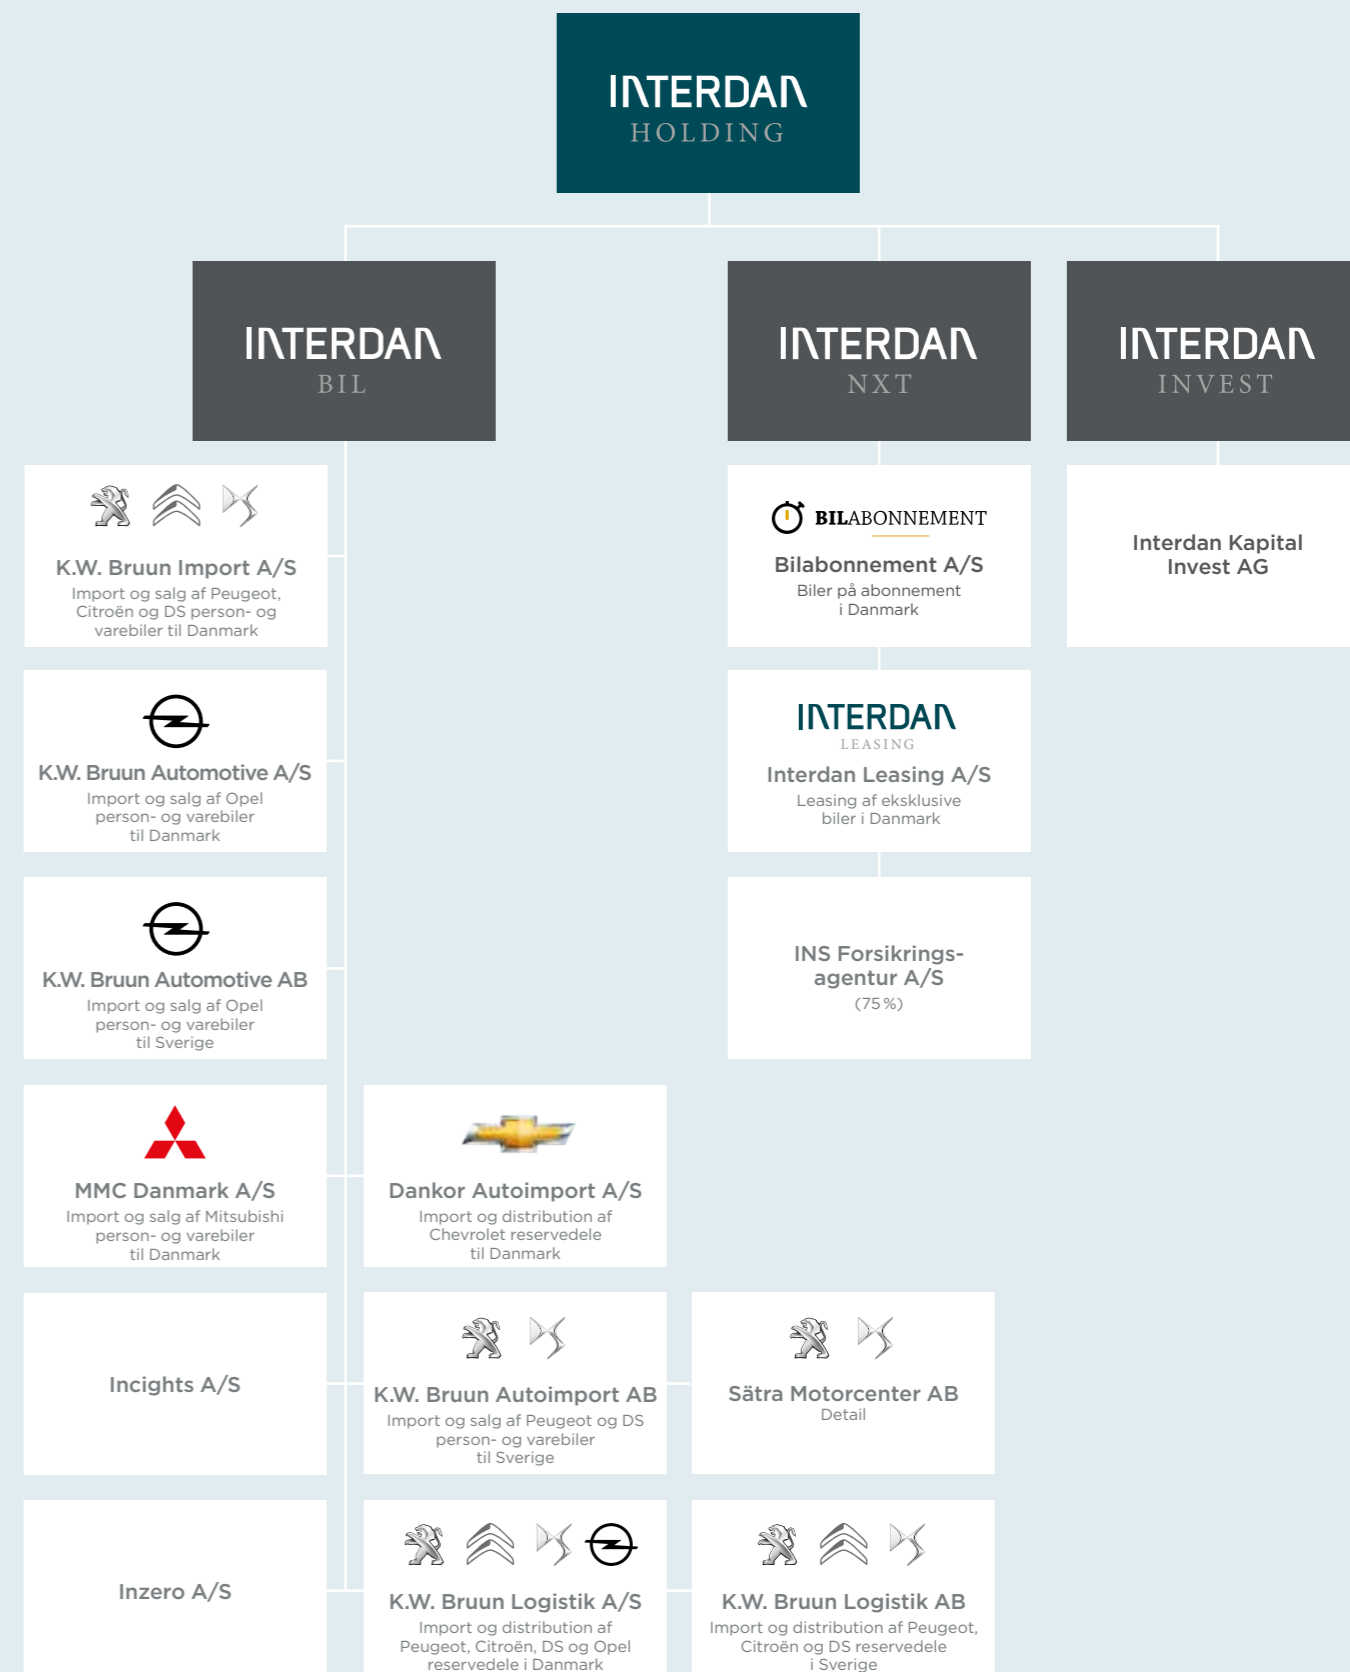 INTERDAN
HOLDING
INTERDAN
BIL
INTERDAN
NXT
INTERDAN
INVEST
K.W. Bruun Import A/S
Import og salg af Peugeot,
Citroën og DS person- og
varebiler til Danmark
BILABONNEMENT
Bilabonnement A/S
Biler på abonnement
i Danmark
Interdan Kapital
Invest AG
K.W. Bruun Automotive A/S
Import og salg af Opel
person- og varebiler
til Danmark
INTERDAN
LEASING
Interdan Leasing A/S
Leasing af eksklusive
biler i Danmark
K.W. Bruun Automotive AB
Import og salg af Opel
person- og varebiler
til Sverige
INS Forsikrings-
agentur A/S
(75 %)
MMC Danmark A/S
Import og salg af Mitsubishi
person- og varebiler
til Danmark
Dankor Autoimport A/S
Import og distribution af
Chevrolet reservedele
til Danmark
Incights A/S
K.W. Bruun Autoimport AB
Import og salg af Peugeot og DS
person- og varebiler
til Sverige
Sätra Motorcenter AB
Detail
Inzero A/S
K.W. Bruun Logistik A/S
Import og distribution af
Peugeot, Citroën, DS og Opel
reservedele i Danmark
K.W. Bruun Logistik AB
Import og distribution af Peugeot,
Citroën og DS reservedele
i Sverige